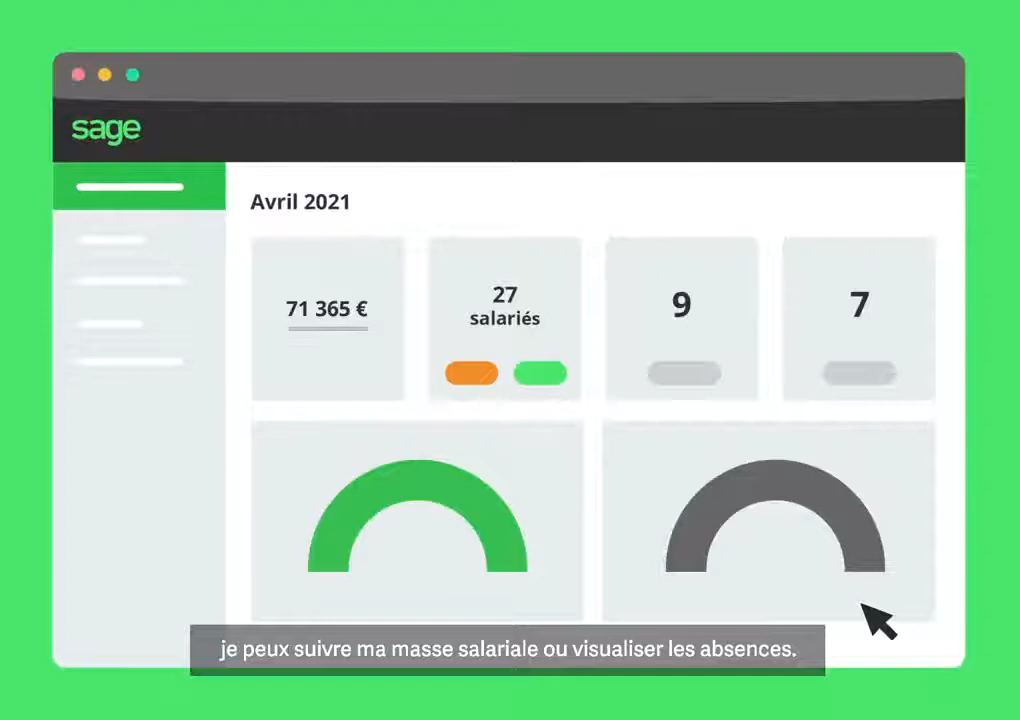 sage
Avril 2021
71 365 €
27
salariés
9
7
je peux suivre ma masse salariale ou visualiser les absences.